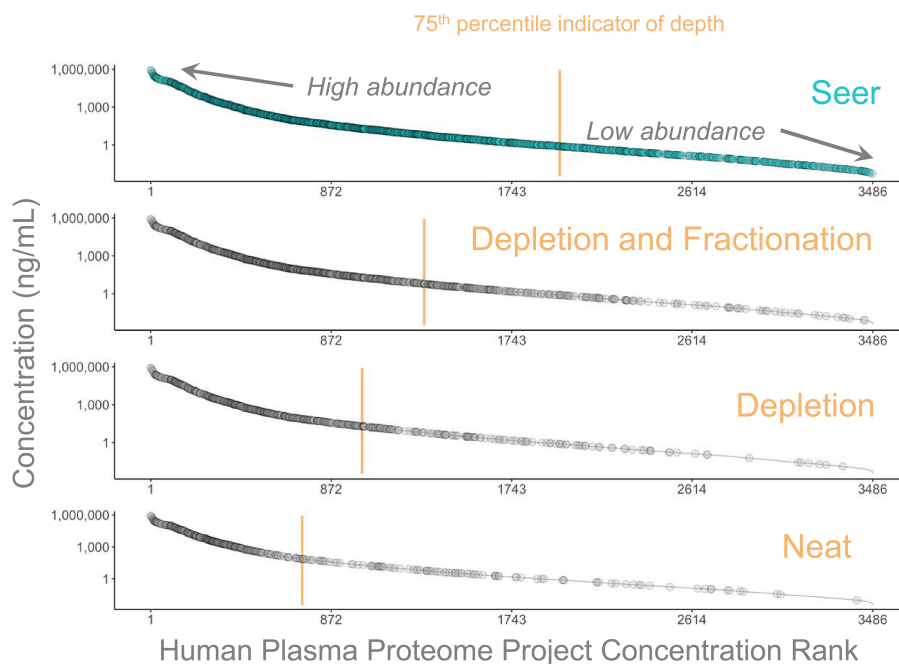 75th percentile indicator of depth
1,000,000
1,000
1
High abundance
Seer
Low abundance
1 872 1743 2614 3486
1,000,000
1,000
1
Depletion and Fractionation
1 872 1743 2614 3486
1,000,000
1,000
1
Depletion
1 872 1743 2614 3486
1,000,000
1,000
1
Neat
1 872 1743 2614 3486
Concentration (ng/mL)
Human Plasma Proteome Project Concentration Rank